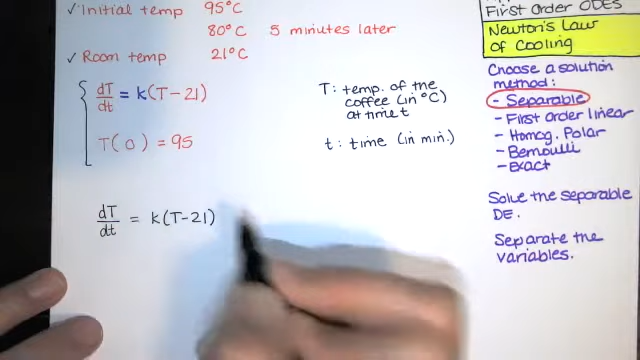 ✓ Initial temp 95°C
80°C 5 minutes later
✓ Room temp 21°C
dT/dt = k(T-21)
T(0) = 95
T: temp. of the
coffee (in °C)
at time t
t: time (in min.)
dT/dt = k(T-21)
First Order ODEs
Newton's Law
of Cooling
Choose a solution
method:
- Separable
- First Order linear
- Homog. Polar
- Bernoulli
- Exact
Solve the separable
DE.
Separate the
variables.